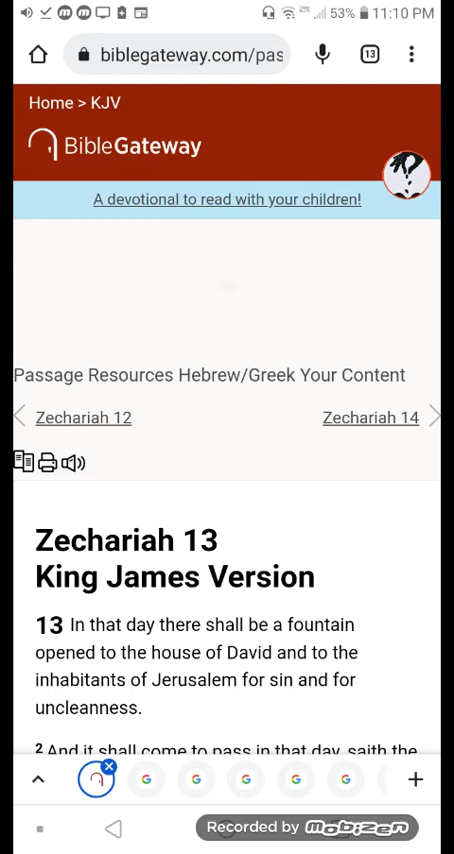 53% 11:10 PM
biblegateway.com/pas
13
Home > KJV
BibleGateway
A devotional to read with your children!
Passage Resources Hebrew/Greek Your Content
Zechariah 12
Zechariah 14
Zechariah 13
King James Version
13 In that day there shall be a fountain
opened to the house of David and to the
inhabitants of Jerusalem for sin and for
uncleanness.
2 And it shall come to pass in that day, saith the
Recorded by mobizen